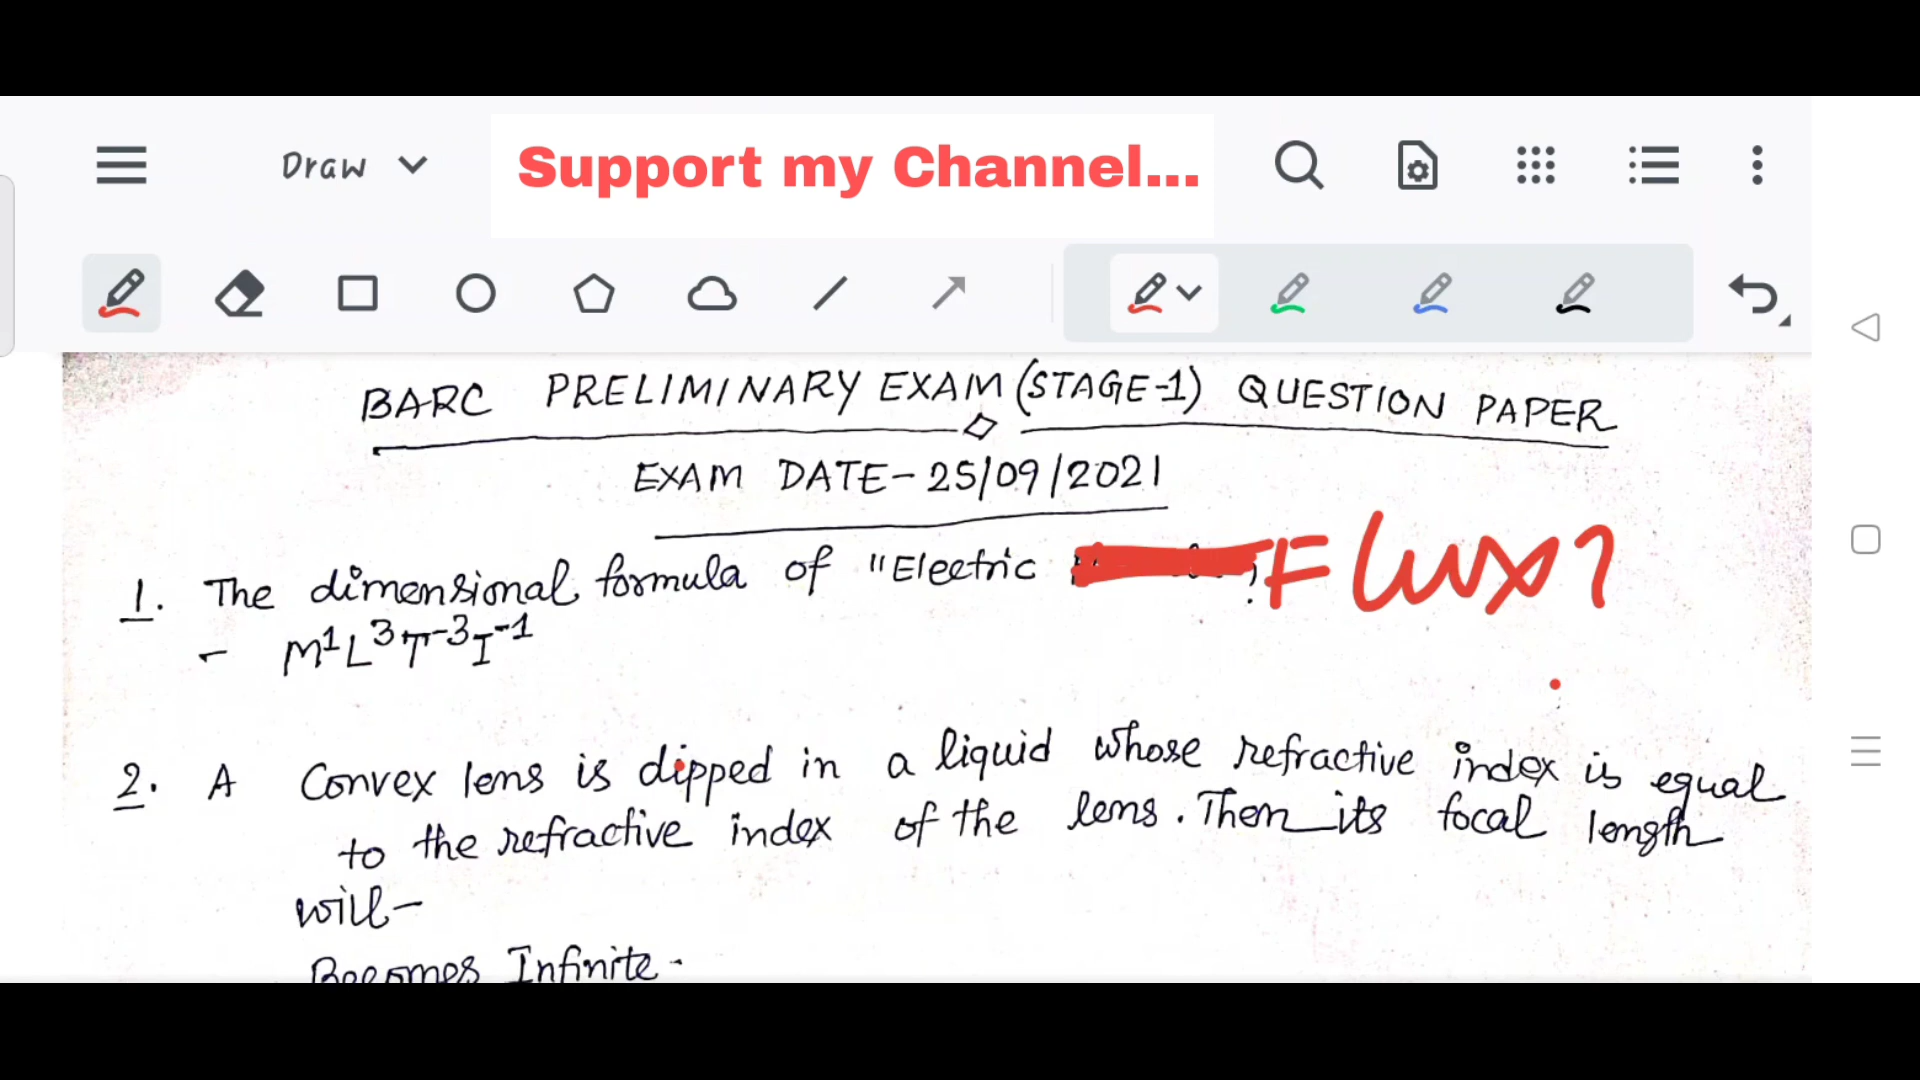 Draw
Support my Channel...
BARC PRELIMINARY EXAM (STAGE-1) QUESTION PAPER
EXAM DATE - 25/09/2021
1. The dimensional formula of "Electric Flux?
- M¹L³T⁻³I⁻¹
2. A Convex lens is dipped in a liquid whose refractive index is equal
to the refractive index of the lens. Then its focal length
will-
Becomes Infinite.